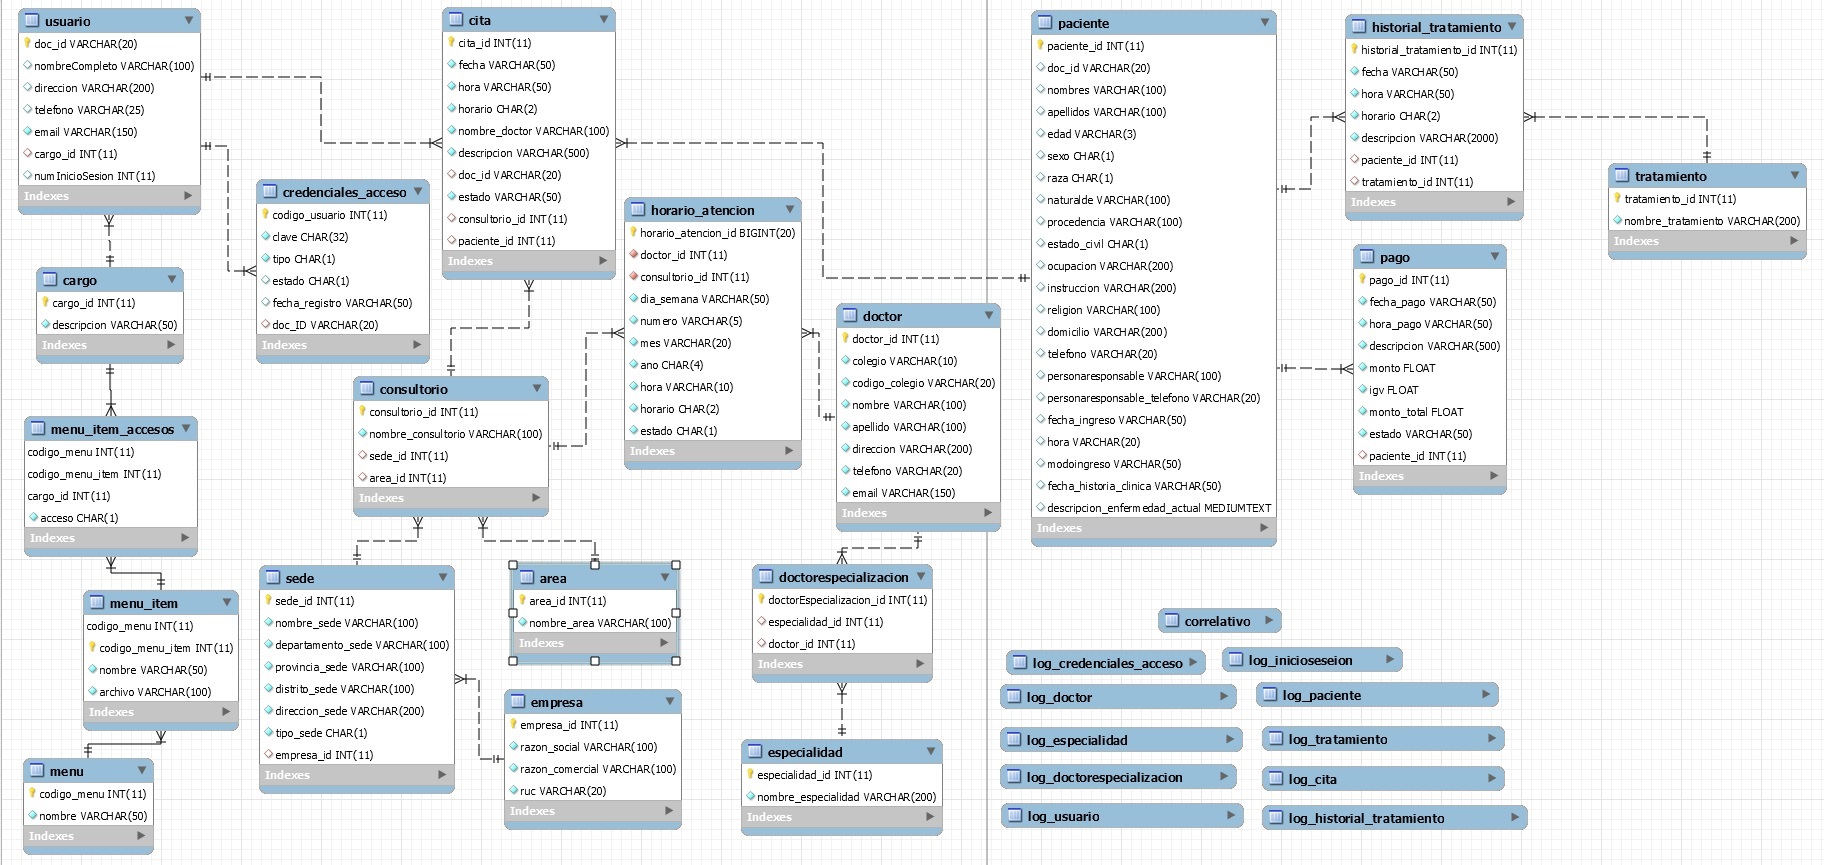 usuario
doc_id VARCHAR(20)
nombreCompleto VARCHAR(100)
direccion VARCHAR(200)
telefono VARCHAR(25)
email VARCHAR(150)
cargo_id INT(11)
numInicioSesion INT(11)
Indexes
cita
cita_id INT(11)
fecha VARCHAR(50)
hora VARCHAR(50)
horario CHAR(2)
nombre_doctor VARCHAR(100)
descripcion VARCHAR(500)
doc_id VARCHAR(20)
estado VARCHAR(50)
consultorio_id INT(11)
paciente_id INT(11)
Indexes
paciente
paciente_id INT(11)
doc_id VARCHAR(20)
nombres VARCHAR(100)
apellidos VARCHAR(100)
edad VARCHAR(3)
sexo CHAR(1)
raza CHAR(1)
naturalde VARCHAR(100)
procedencia VARCHAR(100)
estado_civil CHAR(1)
ocupacion VARCHAR(200)
instruccion VARCHAR(200)
religion VARCHAR(100)
domicilio VARCHAR(200)
telefono VARCHAR(20)
personaresponsable VARCHAR(100)
personaresponsable_telefono VARCHAR(20)
fecha_ingreso VARCHAR(50)
hora VARCHAR(20)
modoingreso VARCHAR(50)
fecha_historia_clinica VARCHAR(50)
descripcion_enfermedad_actual MEDIUMTEXT
Indexes
historial_tratamiento
historial_tratamiento_id INT(11)
fecha VARCHAR(50)
hora VARCHAR(50)
horario CHAR(2)
descripcion VARCHAR(2000)
paciente_id INT(11)
tratamiento_id INT(11)
Indexes
tratamiento
tratamiento_id INT(11)
nombre_tratamiento VARCHAR(200)
Indexes
credenciales_acceso
codigo_usuario INT(11)
clave CHAR(32)
tipo CHAR(1)
estado CHAR(1)
fecha_registro VARCHAR(50)
doc_ID VARCHAR(20)
Indexes
horario_atencion
horario_atencion_id BIGINT(20)
doctor_id INT(11)
consultorio_id INT(11)
dia_semana VARCHAR(50)
numero VARCHAR(5)
mes VARCHAR(20)
ano CHAR(4)
hora VARCHAR(10)
horario CHAR(2)
estado CHAR(1)
Indexes
pago
pago_id INT(11)
fecha_pago VARCHAR(50)
hora_pago VARCHAR(50)
descripcion VARCHAR(500)
monto FLOAT
igv FLOAT
monto_total FLOAT
estado VARCHAR(50)
paciente_id INT(11)
Indexes
cargo
cargo_id INT(11)
descripcion VARCHAR(50)
Indexes
doctor
doctor_id INT(11)
colegio VARCHAR(10)
codigo_colegio VARCHAR(20)
nombre VARCHAR(100)
apellido VARCHAR(100)
direccion VARCHAR(200)
telefono VARCHAR(20)
email VARCHAR(150)
Indexes
consultorio
consultorio_id INT(11)
nombre_consultorio VARCHAR(100)
sede_id INT(11)
area_id INT(11)
Indexes
menu_item_accesos
codigo_menu INT(11)
codigo_menu_item INT(11)
cargo_id INT(11)
acceso CHAR(1)
Indexes
sede
sede_id INT(11)
nombre_sede VARCHAR(100)
departamento_sede VARCHAR(100)
provincia_sede VARCHAR(100)
distrito_sede VARCHAR(100)
direccion_sede VARCHAR(200)
tipo_sede CHAR(1)
empresa_id INT(11)
Indexes
area
area_id INT(11)
nombre_area VARCHAR(100)
Indexes
doctorespecializacion
doctorEspecializacion_id INT(11)
especialidad_id INT(11)
doctor_id INT(11)
Indexes
menu_item
codigo_menu INT(11)
codigo_menu_item INT(11)
nombre VARCHAR(50)
archivo VARCHAR(100)
Indexes
empresa
empresa_id INT(11)
razon_social VARCHAR(100)
razon_comercial VARCHAR(100)
ruc VARCHAR(20)
Indexes
especialidad
especialidad_id INT(11)
nombre_especialidad VARCHAR(200)
Indexes
menu
codigo_menu INT(11)
nombre VARCHAR(50)
Indexes
correlativo
log_credenciales_acceso
log_inicioseseion
log_doctor
log_paciente
log_especialidad
log_tratamiento
log_doctorespecializacion
log_cita
log_usuario
log_historial_tratamiento